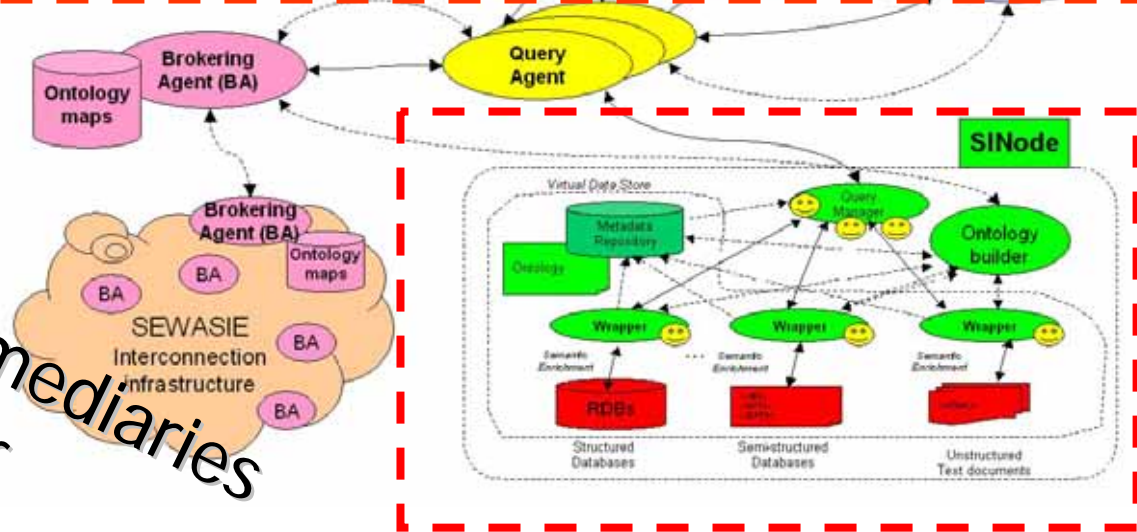 Brokering
Agent (BA)
Ontology
maps
Query
Agent
SINode
Virtual Data Store
Query
Manager
Metadata
Repository
Ontology
Ontology
builder
Brokering
Agent (BA)
Ontology
maps
BA
BA
SEWASIE
Interconnection
infrastructure
BA
BA
mediaries
Wrapper
Wrapper
Wrapper
Semantic
Enrichment
...
Semantic
Enrichment
Semantic
Enrichment
RDBs
Structured
Databases
Semi-structured
Databases
Unstructured
Text documents